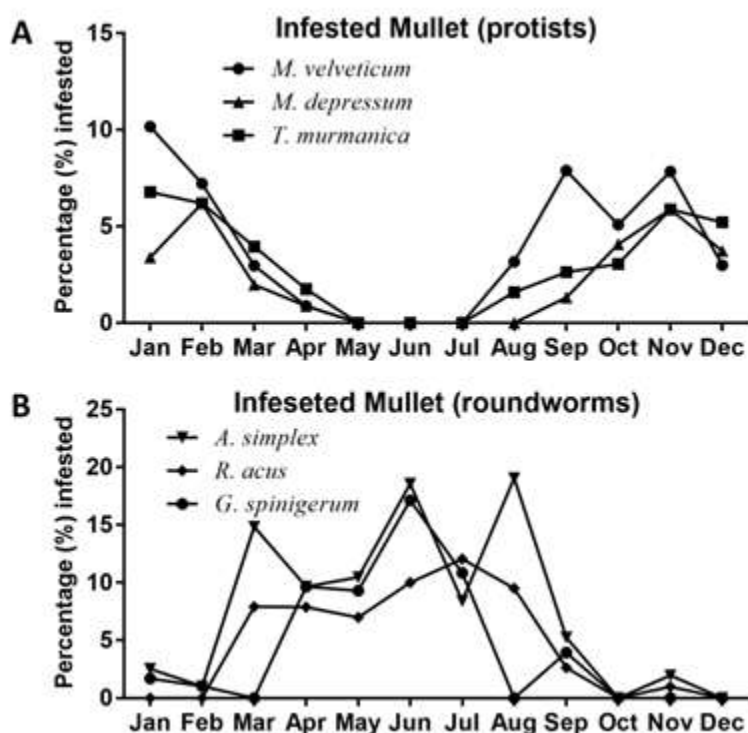 A
Infested Mullet (protists)
Percentage (%) infested
15
10
5
0
M. velveticum
M. depressum
T. murmanica
Jan Feb Mar Apr May Jun Jul Aug Sep Oct Nov Dec
B
Infeseted Mullet (roundworms)
Percentage (%) infested
25
20
15
10
5
0
A. simplex
R. acus
G. spinigerum
Jan Feb Mar Apr May Jun Jul Aug Sep Oct Nov Dec